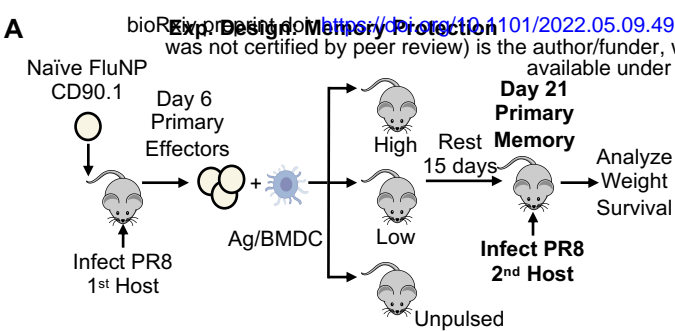 A
bioRxiv preprint doi: https://doi.org/10.1101/2022.05.09.49
Exp. Design: Memory Protection
was not certified by peer review) is the author/funder, w
available under
Naïve FluNP
CD90.1
Day 6
Primary
Effectors
+
Ag/BMDC
Infect PR8
1st Host
High
Low
Unpulsed
Rest
15 days
Day 21
Primary
Memory
Infect PR8
2nd Host
Analyze
Weight
Survival